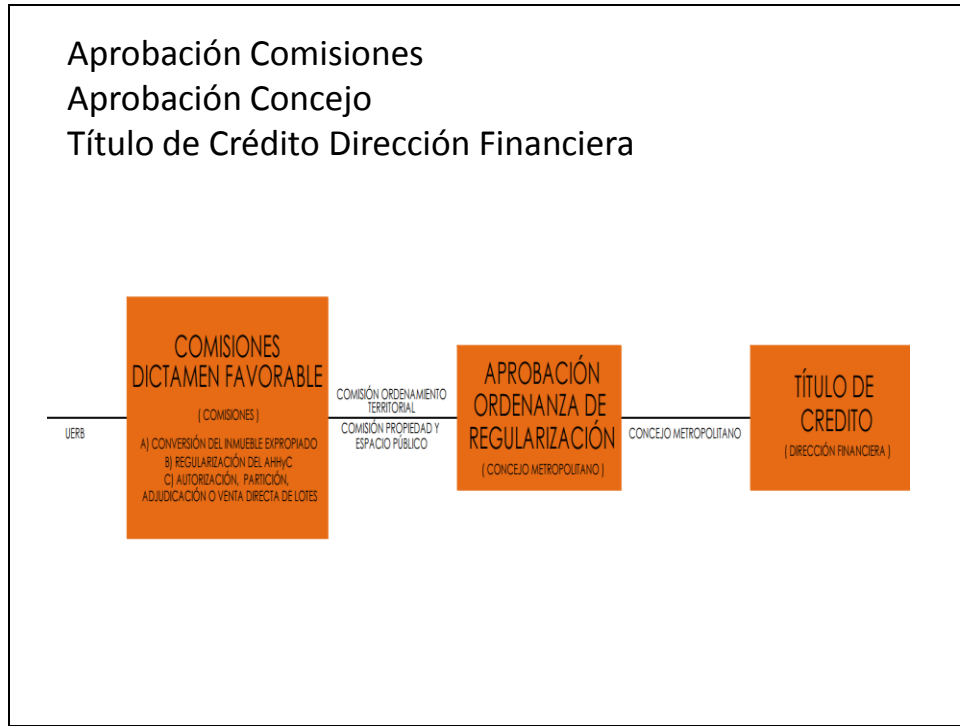 Aprobación Comisiones
Aprobación Concejo
Título de Crédito Dirección Financiera
UERB
COMISIONES
DICTAMEN FAVORABLE
( COMISIONES )
A) CONVERSIÓN DEL INMUEBLE EXPROPIADO
B) REGULARIZACIÓN DEL AHHyC
C) AUTORIZACIÓN, PARTICIÓN,
ADJUDICACIÓN O VENTA DIRECTA DE LOTES
COMISIÓN ORDENAMIENTO
TERRITORIAL
COMISIÓN PROPIEDAD Y
ESPACIO PÚBLICO
APROBACIÓN
ORDENANZA DE
REGULARIZACIÓN
( CONCEJO METROPOLITANO )
CONCEJO METROPOLITANO
TÍTULO DE
CREDITO
( DIRECCIÓN FINANCIERA )